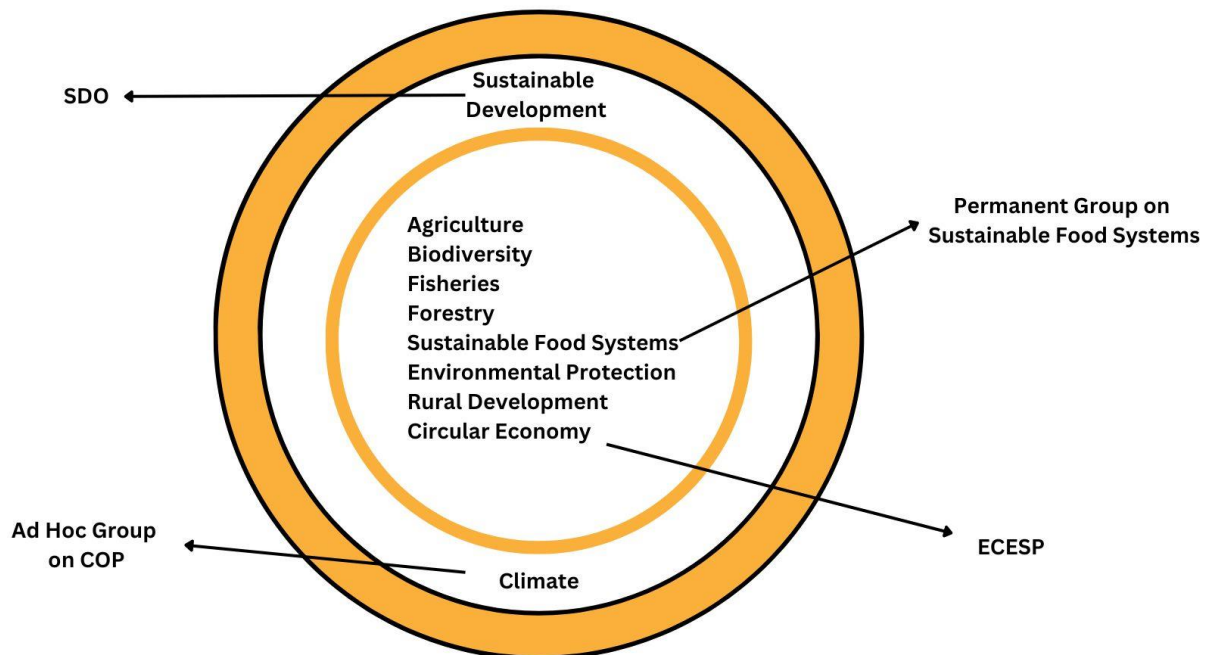 Sustainable
Development
SDO
Permanent Group on
Sustainable Food Systems
Agriculture
Biodiversity
Fisheries
Forestry
Sustainable Food Systems
Environmental Protection
Rural Development
Circular Economy
Ad Hoc Group
on COP
ECESP
Climate